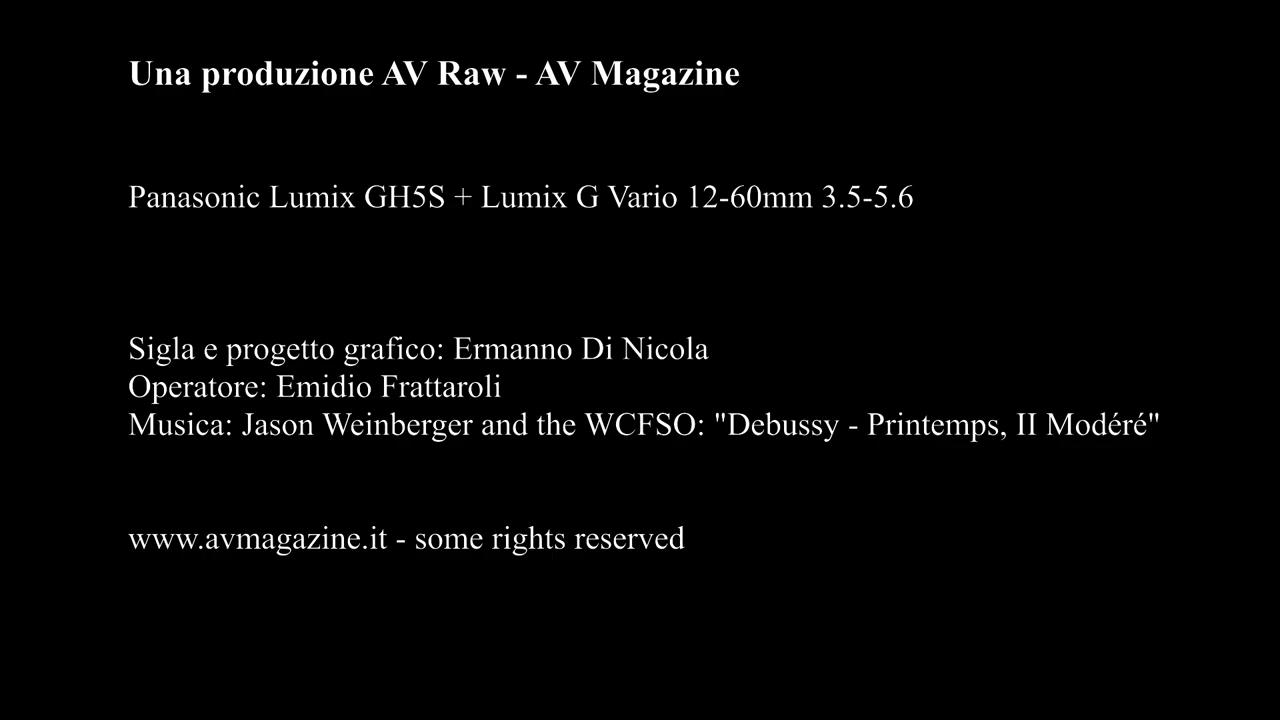 Una produzione AV Raw - AV Magazine
Panasonic Lumix GH5S + Lumix G Vario 12-60mm 3.5-5.6
Sigla e progetto grafico: Ermanno Di Nicola
Operatore: Emidio Frattaroli
Musica: Jason Weinberger and the WCFSO: "Debussy - Printemps, II Modéré"
www.avmagazine.it - some rights reserved